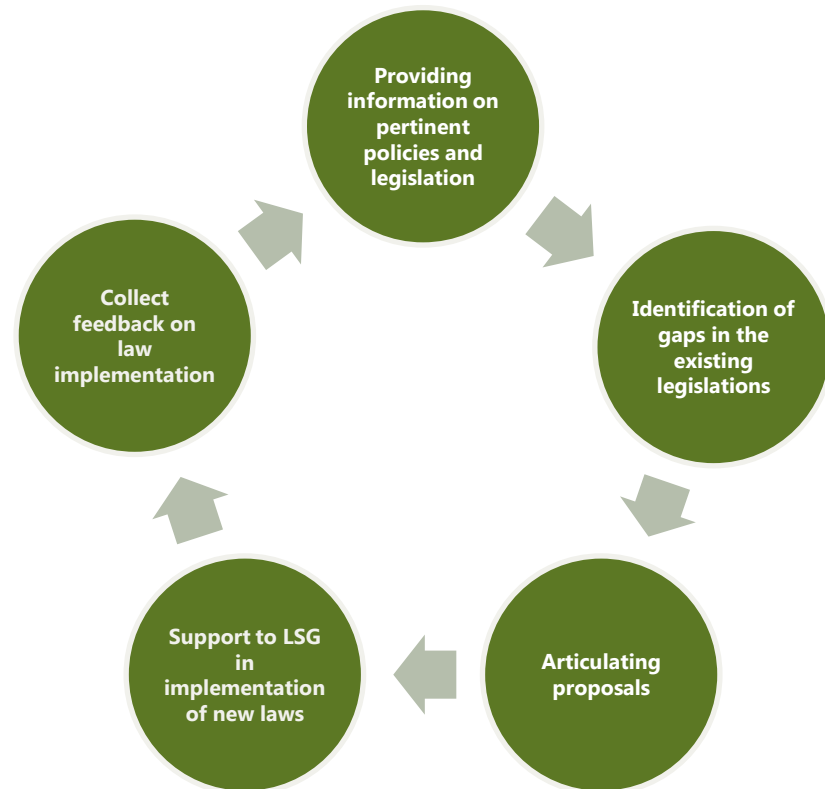 Providing
information on
pertinent
policies and
legislation
Identification of
gaps in the
existing
legislations
Articulating
proposals
Support to LSG
in
implementation
of new laws
Collect
feedback on
law
implementation